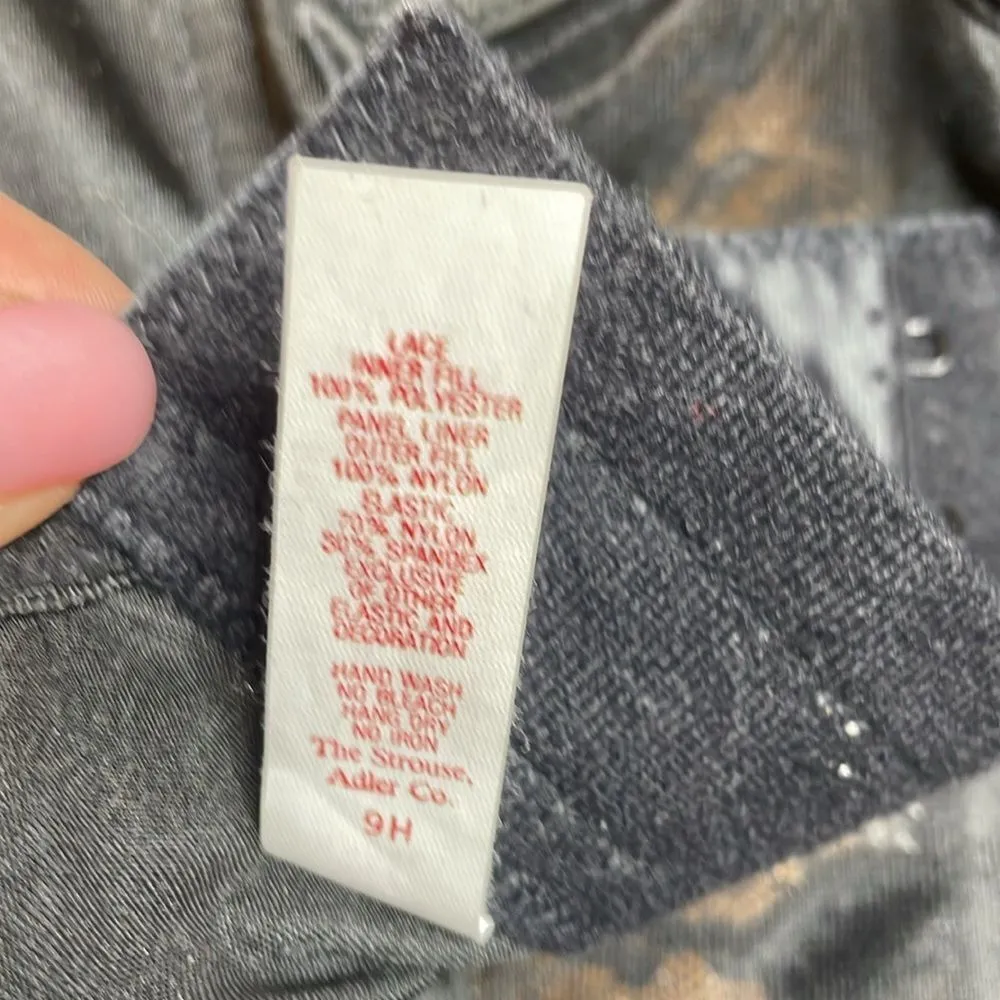 LACE
INNER FILL
100% POLYESTER
PANEL LINER
OUTER FILL
100% NYLON
ELASTIC
70% NYLON
30% SPANDEX
EXCLUSIVE
OF OTHER
ELASTIC AND
DECORATION
HAND WASH
NO BLEACH
HANG DRY
NO IRON
The Strouse,
Adler Co.
9H